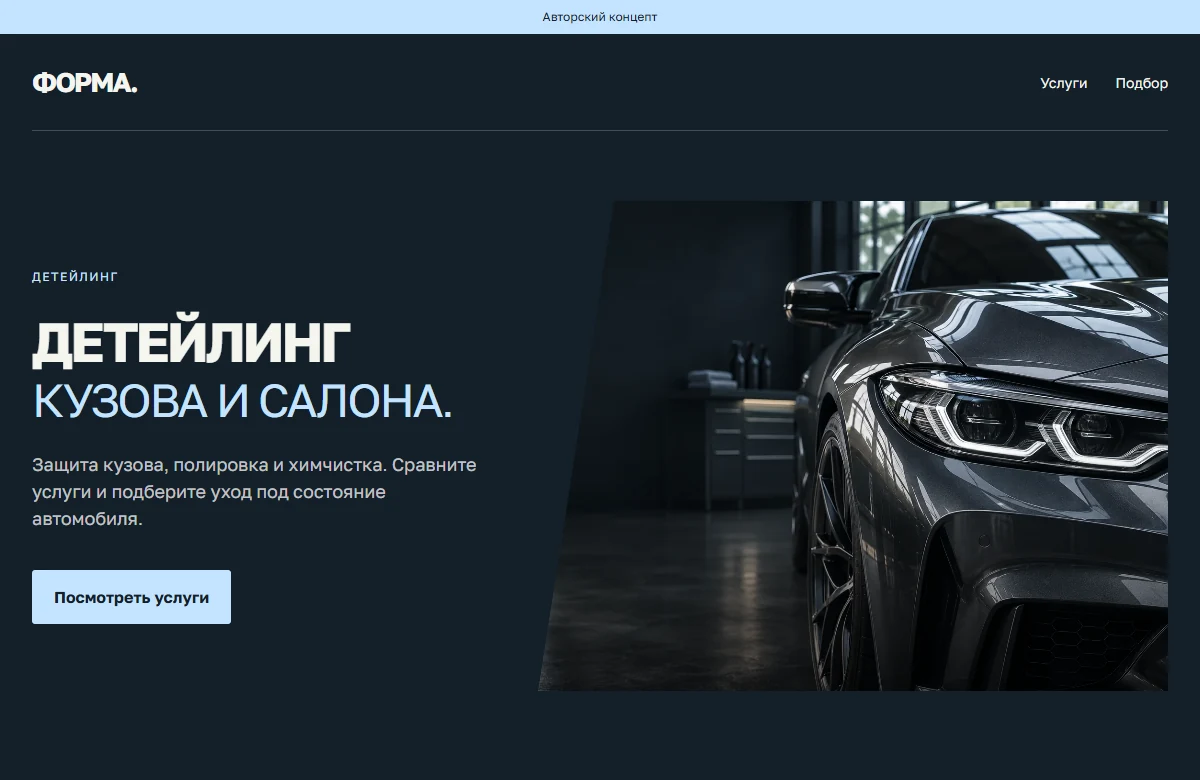 Авторский концепт
ФОРМА.
Услуги
Подбор
ДЕТЕЙЛИНГ
ДЕТЕЙЛИНГ
КУЗОВА И САЛОНА.
Защита кузова, полировка и химчистка. Сравните
услуги и подберите уход под состояние
автомобиля.
Посмотреть услуги